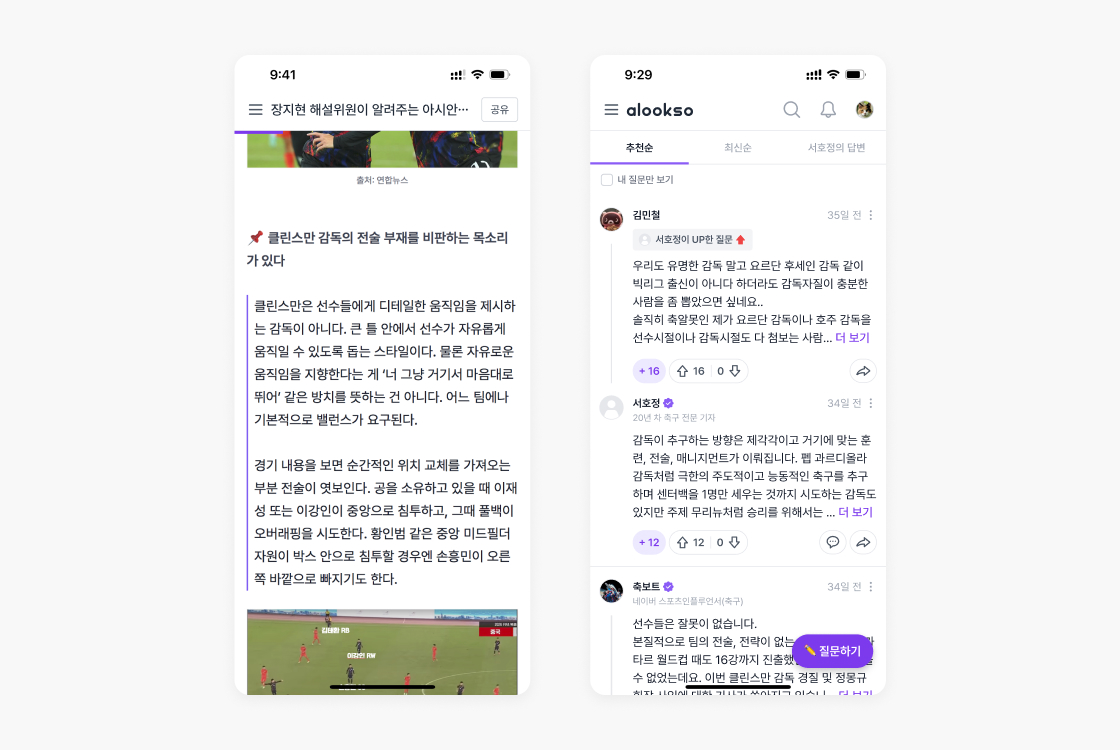 9:41
장지현 해설위원이 알려주는 아시안…
공유
출처: 연합뉴스
📌 클린스만 감독의 전술 부재를 비판하는 목소리
가 있다
클린스만은 선수들에게 디테일한 움직임을 제시하
는 감독이 아니다. 큰 틀 안에서 선수가 자유롭게
움직일 수 있도록 돕는 스타일이다. 물론 자유로운
움직임을 지향한다는 게 ‘너 그냥 거기서 마음대로
뛰어’ 같은 방치를 뜻하는 건 아니다. 어느 팀에나
기본적으로 밸런스가 요구된다.
경기 내용을 보면 순간적인 위치 교체를 가져오는
부분 전술이 엿보인다. 공을 소유하고 있을 때 이재
성 또는 이강인이 중앙으로 침투하고, 그때 풀백이
오버래핑을 시도한다. 황인범 같은 중앙 미드필더
자원이 박스 안으로 침투할 경우엔 손흥민이 오른
쪽 바깥으로 빠지기도 한다.
김태환 RB
이강인 RW
중국
9:29
alookso
추천순
최신순
서호정의 답변
내 질문만 보기
김민철
35일 전
서호정이 UP한 질문
우리도 유명한 감독 말고 요르단 후세인 감독 같이
빅리그 출신이 아니다 하더라도 감독자질이 충분한
사람을 좀 뽑았으면 싶네요..
솔직히 축알못인 제가 요르단 감독이나 호주 감독을
선수시절이나 감독시절도 다 첨보는 사람... 더 보기
+ 16
16
0
서호정
34일 전
20년 차 축구 전문 기자
감독이 추구하는 방향은 제각각이고 거기에 맞는 훈
련, 전술, 매니지먼트가 이뤄집니다. 펩 과르디올라
감독처럼 극한의 주도적이고 능동적인 축구를 추구
하며 센터백을 1명만 세우는 것까지 시도하는 감독도
있지만 주제 무리뉴처럼 승리를 위해서는 ... 더 보기
+ 12
12
0
축보트
34일 전
네이버 스포츠인플루언서(축구)
선수들은 잘못이 없습니다.
본질적으로 팀의 전술, 전략이 없는
타르 월드컵 때도 16강까지 진출했
✏️ 질문하기
수 없었는데요. 이번 클린스만 감독 경질 및 정몽규